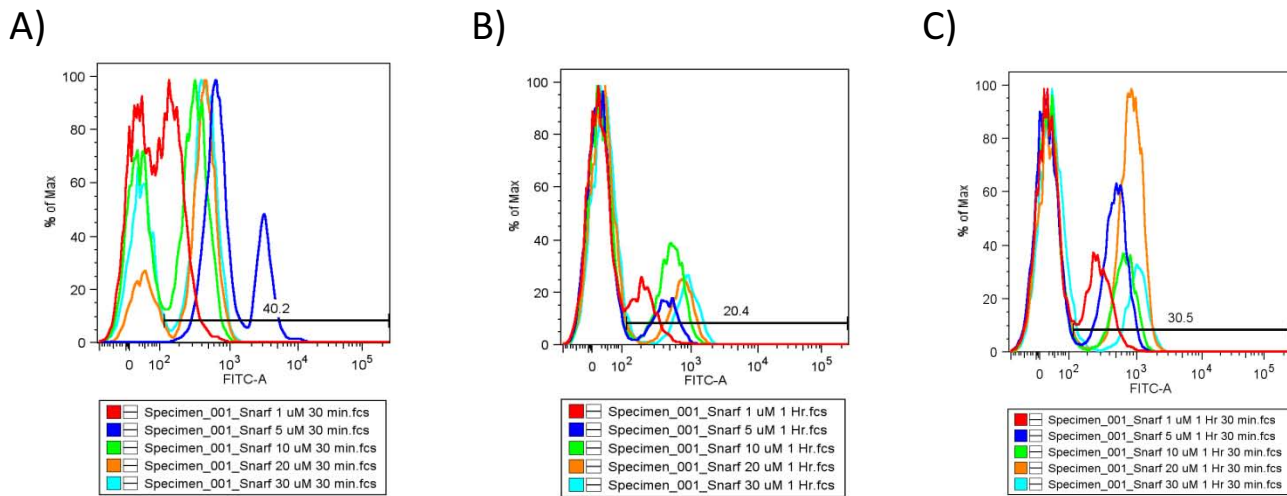 A)
B)
C)
100
80
60
40
20
0
% of Max
40.2
0 10² 10³ 10⁴ 10⁵
FITC-A
Specimen_001_Snarf 1 uM 30 min.fcs
Specimen_001_Snarf 5 uM 30 min.fcs
Specimen_001_Snarf 10 uM 30 min.fcs
Specimen_001_Snarf 20 uM 30 min.fcs
Specimen_001_Snarf 30 uM 30 min.fcs
100
80
60
40
20
0
% of Max
20.4
0 10² 10³ 10⁴ 10⁵
FITC-A
Specimen_001_Snarf 1 uM 1 Hr.fcs
Specimen_001_Snarf 5 uM 1 Hr.fcs
Specimen_001_Snarf 10 uM 1 Hr.fcs
Specimen_001_Snarf 20 uM 1 Hr.fcs
Specimen_001_Snarf 30 uM 1 Hr.fcs
100
80
60
40
20
0
% of Max
30.5
0 10² 10³ 10⁴ 10⁵
FITC-A
Specimen_001_Snarf 1 uM 1 Hr 30 min.fcs
Specimen_001_Snarf 5 uM 1 Hr 30 min.fcs
Specimen_001_Snarf 10 uM 1 Hr 30 min.fcs
Specimen_001_Snarf 20 uM 1 Hr 30 min.fcs
Specimen_001_Snarf 30 uM 1 Hr 30 min.fcs